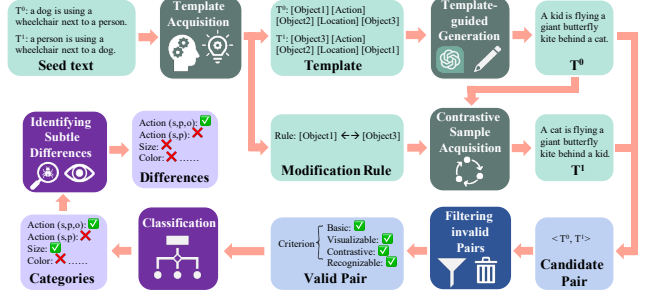 T⁰: a dog is using a
wheelchair next to a person.
T¹: a person is using a
wheelchair next to a dog.
Seed text
Template
Acquisition
T⁰: [Object1] [Action]
[Object2] [Location] [Object3]
T¹: [Object3] [Action]
[Object2] [Location] [Object1]
Template
Template-
guided
Generation
A kid is flying a
giant butterfly
kite behind a cat.
T⁰
Identifying
Subtle
Differences
Action (s,p,o): ✅
Action (s,p): ❌
Size: ❌
Color: ❌ ……
Differences
Rule: [Object1] ←→ [Object3]
Modification Rule
Contrastive
Sample
Acquisition
A cat is flying a
giant butterfly
kite behind a kid.
T¹
Action (s,p,o): ✅
Action (s,p): ❌
Size: ✅
Color: ❌ ……
Categories
Classification
Criterion
Basic: ✅
Visualizable: ✅
Contrastive: ✅
Recognizable: ✅
Valid Pair
Filtering
invalid
Pairs
< T⁰, T¹>
Candidate
Pair